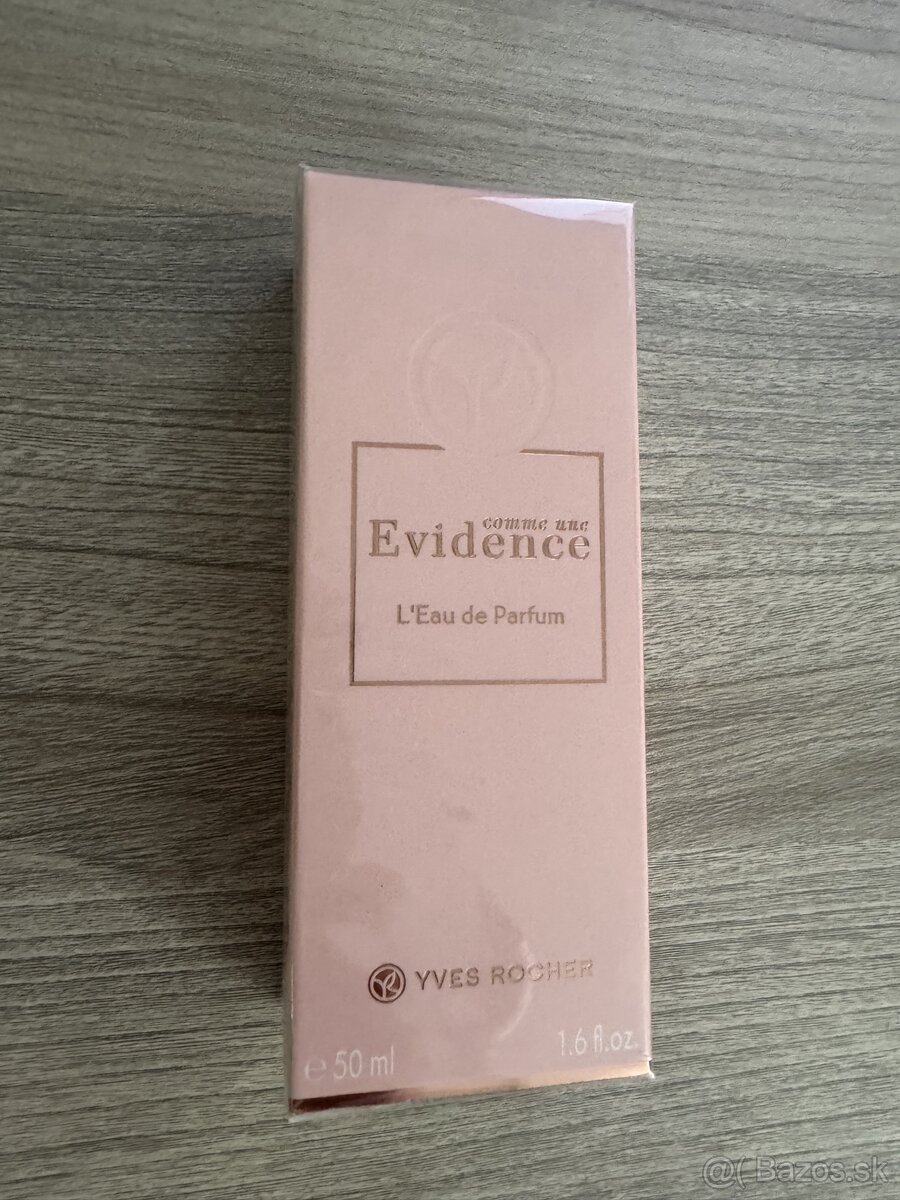 comme une
Evidence
L'Eau de Parfum
YVES ROCHER
e 50 ml
1.6 fl.oz.
@( Bazos.sk